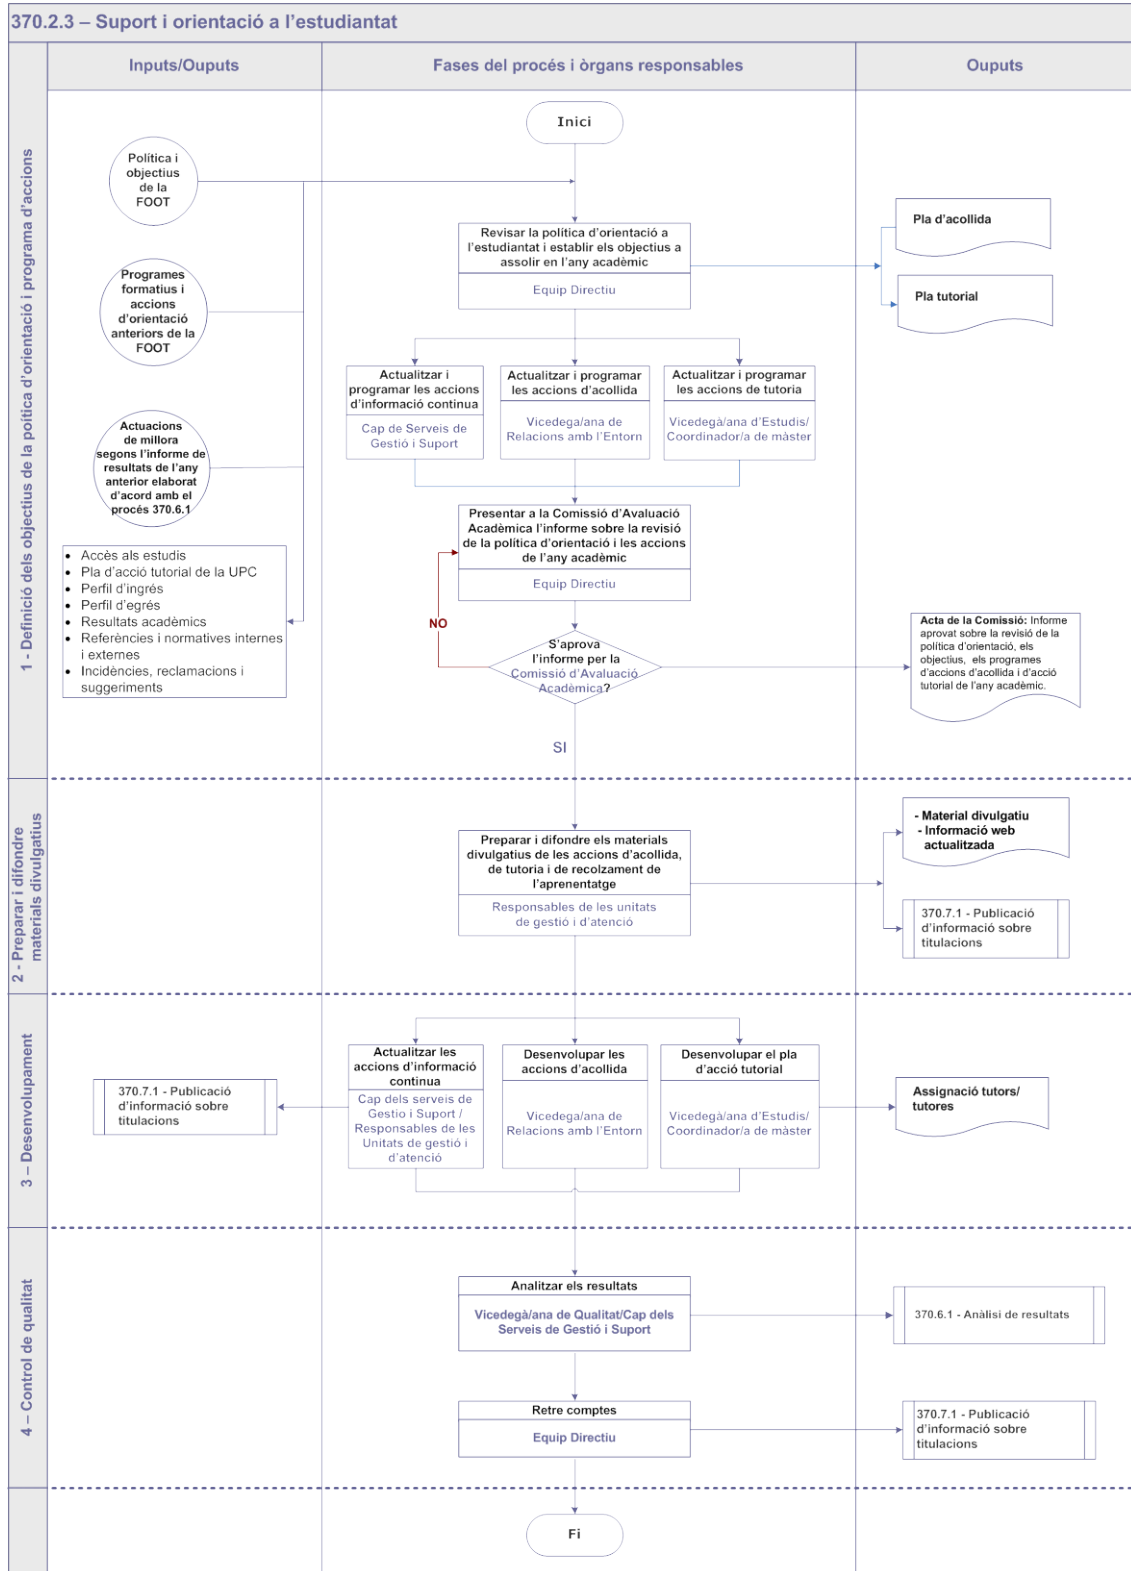 370.2.3 – Suport i orientació a l'estudiantat
Inputs/Ouputs
Fases del procés i òrgans responsables
Ouputs
1 - Definició dels objectius de la poítica d'orientació i programa d'accions
Inici
Política i
objectius
de la
FOOT
Programes
formatius i
accions
d'orientació
anteriors de la
FOOT
Actuacions
de millora
segons l'informe de
resultats de l'any
anterior elaborat
d'acord amb el
procés 370.6.1
• Accès als estudis
• Pla d'acció tutorial de la UPC
• Perfil d'ingrés
• Perfil d'egrés
• Resultats acadèmics
• Referències i normatives internes
i externes
• Incidències, reclamacions i
suggeriments
Revisar la política d'orientació a
l'estudiantat i establir els objectius a
assolir en l'any acadèmic
Equip Directiu
Pla d'acollida
Pla tutorial
Actualitzar i
programar les accions
d'informació continua
Cap de Serveis de
Gestió i Suport
Actualitzar i programar
les accions d'acollida
Vicedega/ana de
Relacions amb l'Entorn
Actualitzar i programar
les accions de tutoria
Vicedegà/ana d'Estudis/
Coordinador/a de màster
Presentar a la Comissió d'Avaluació
Acadèmica l'informe sobre la revisió
de la política d'orientació i les accions
de l'any acadèmic
Equip Directiu
NO
S'aprova
l'informe per la
Comissió d'Avaluació
Acadèmica?
SI
Acta de la Comissió: Informe
aprovat sobre la revisió de la
política d'orientació, els
objectius, els programes
d'accions d'acollida i d'acció
tutorial de l'any acadèmic.
2 - Preparar i difondre
materials divulgatius
Preparar i difondre els materials
divulgatius de les accions d'acollida,
de tutoria i de recolzament de
l'aprenentatge
Responsables de les unitats
de gestió i d'atenció
- Material divulgatiu
- Informació web
actualitzada
370.7.1 - Publicació
d'informació sobre
titulacions
3 – Desenvolupament
370.7.1 - Publicació
d'informació sobre
titulacions
Actualitzar les
accions d'informació
continua
Cap dels serveis de
Gestio i Suport /
Responsables de les
Unitats de gestió i
d'atenció
Desenvolupar les
accions d'acollida
Vicedega/ana de
Relacions amb l'Entorn
Desenvolupar el pla
d'acció tutorial
Vicedegà/ana d'Estudis/
Coordinador/a de màster
Assignació tutors/
tutores
4 – Control de qualitat
Analitzar els resultats
Vicedegà/ana de Qualitat/Cap dels
Serveis de Gestió i Suport
370.6.1 - Anàlisi de resultats
Retre comptes
Equip Directiu
370.7.1 - Publicació
d'informació sobre
titulacions
Fi